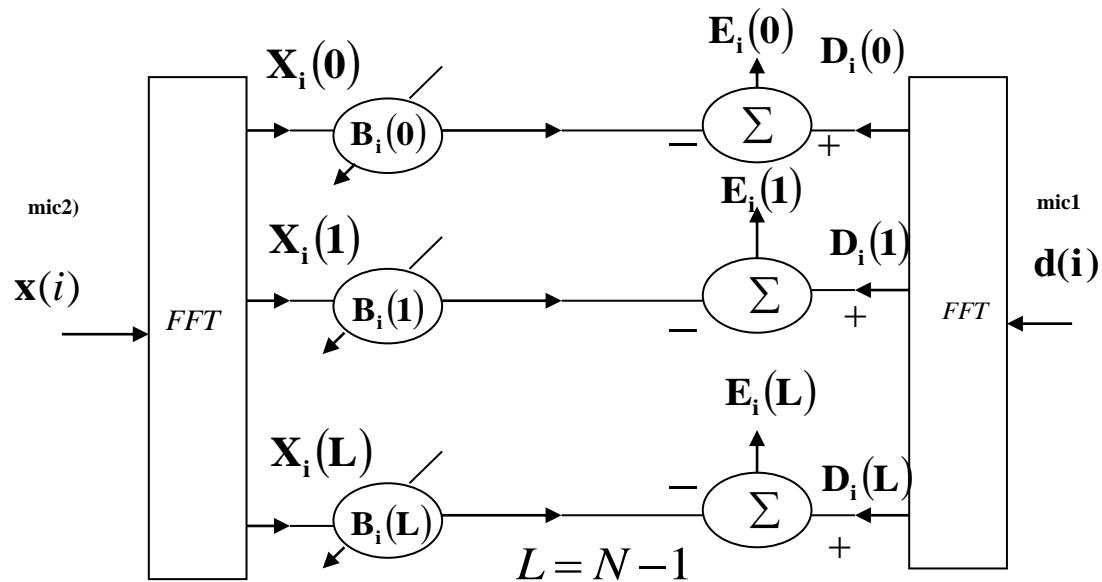 E_i(0)
X_i(0)
D_i(0)
B_i(0)
Σ
− +
E_i(1)
mic2)
mic1
X_i(1)
D_i(1)
d(i)
x(i)
B_i(1)
Σ
FFT
FFT
− +
E_i(L)
X_i(L)
D_i(L)
B_i(L)
Σ
− +
L = N − 1